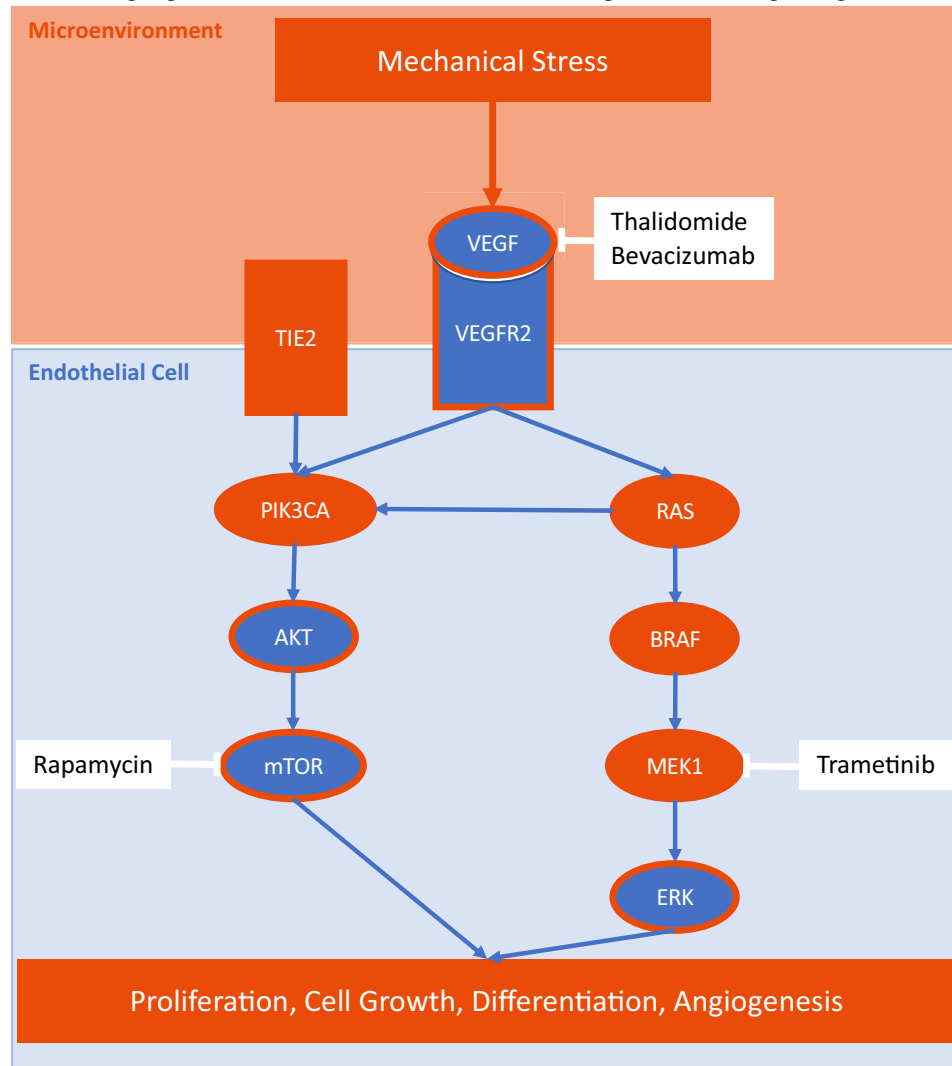 Microenvironment
Mechanical Stress
VEGF
Thalidomide
Bevacizumab
TIE2
VEGFR2
Endothelial Cell
PIK3CA
RAS
AKT
BRAF
Rapamycin
mTOR
MEK1
Trametinib
ERK
Proliferation, Cell Growth, Differentiation, Angiogenesis